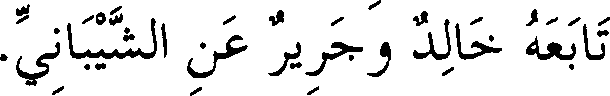 تَابَعَهُ خَالِدٌ وَجَرِيرٌ عَنِ الشَّيْبَانِيِّ.